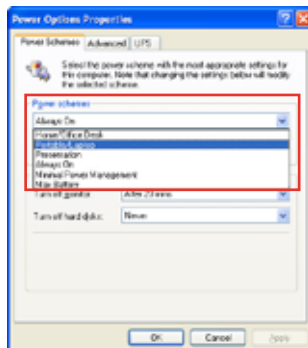 Power Options Properties
Power Schemes Advanced UPS
Select the power scheme with the most appropriate settings for
this computer. Note that changing the settings below will modify
the selected scheme.
Power schemes
Always On
Home/Office Desk
Portable/Laptop
Presentation
Always On
Minimal Power Management
Max Battery
Turn off monitor: After 20 mins
Turn off hard disks: Never
OK Cancel Apply